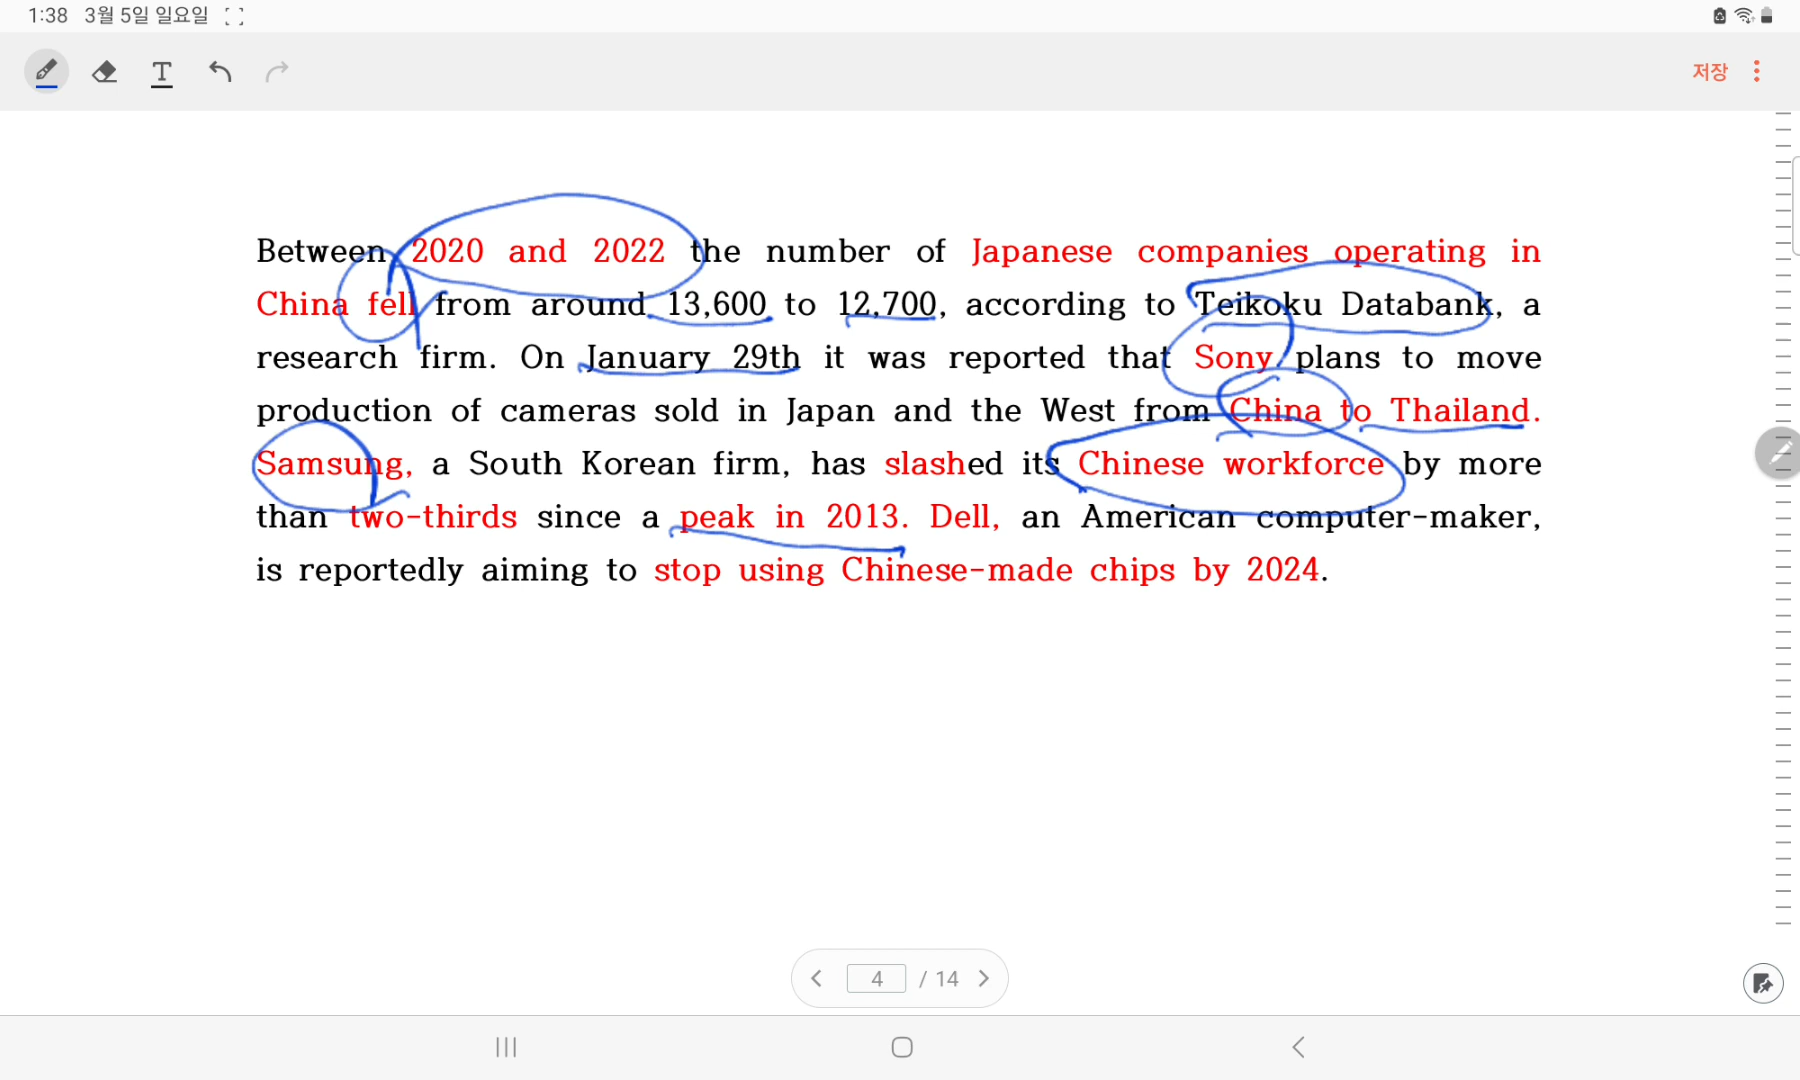 1:38 3월 5일 일요일
저장
Between 2020 and 2022 the number of Japanese companies operating in
China fell from around 13,600 to 12,700, according to Teikoku Databank, a
research firm. On January 29th it was reported that Sony plans to move
production of cameras sold in Japan and the West from China to Thailand.
Samsung, a South Korean firm, has slashed its Chinese workforce by more
than two-thirds since a peak in 2013. Dell, an American computer-maker,
is reportedly aiming to stop using Chinese-made chips by 2024.
4 / 14